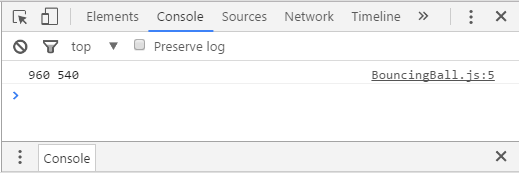 Elements Console Sources Network Timeline »
top ▼ Preserve log
960 540 BouncingBall.js:5
>
Console